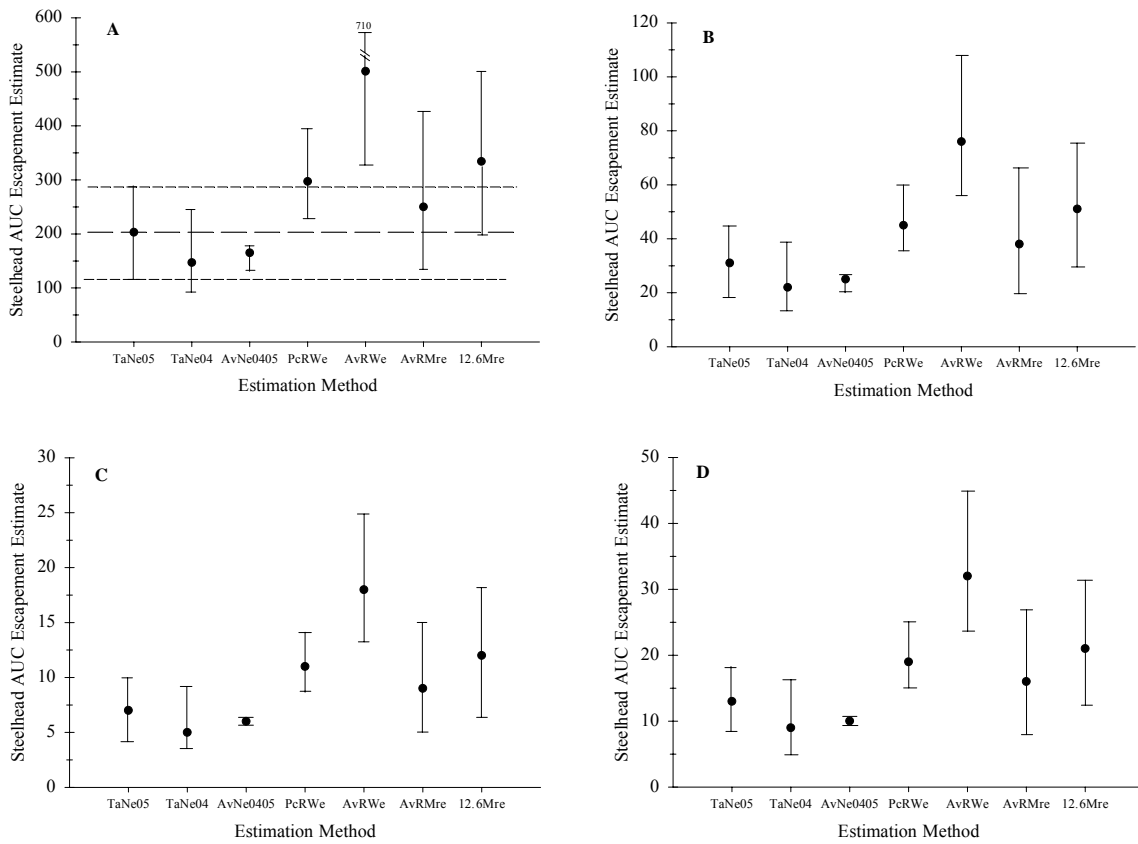 A
710
Steelhead AUC Escapement Estimate
600
500
400
300
200
100
0
TaNe05 TaNe04 AvNe0405 PcRWe AvRWe AvRMre 12.6Mre
Estimation Method
B
Steelhead AUC Escapement Estimate
120
100
80
60
40
20
0
TaNe05 TaNe04 AvNe0405 PcRWe AvRWe AvRMre 12.6Mre
Estimation Method
C
Steelhead AUC Escapement Estimate
30
25
20
15
10
5
0
TaNe05 TaNe04 AvNe0405 PcRWe AvRWe AvRMre 12.6Mre
Estimation Method
D
Steelhead AUC Escapement Estimate
50
40
30
20
10
0
TaNe05 TaNe04 AvNe0405 PcRWe AvRWe AvRMre 12.6Mre
Estimation Method